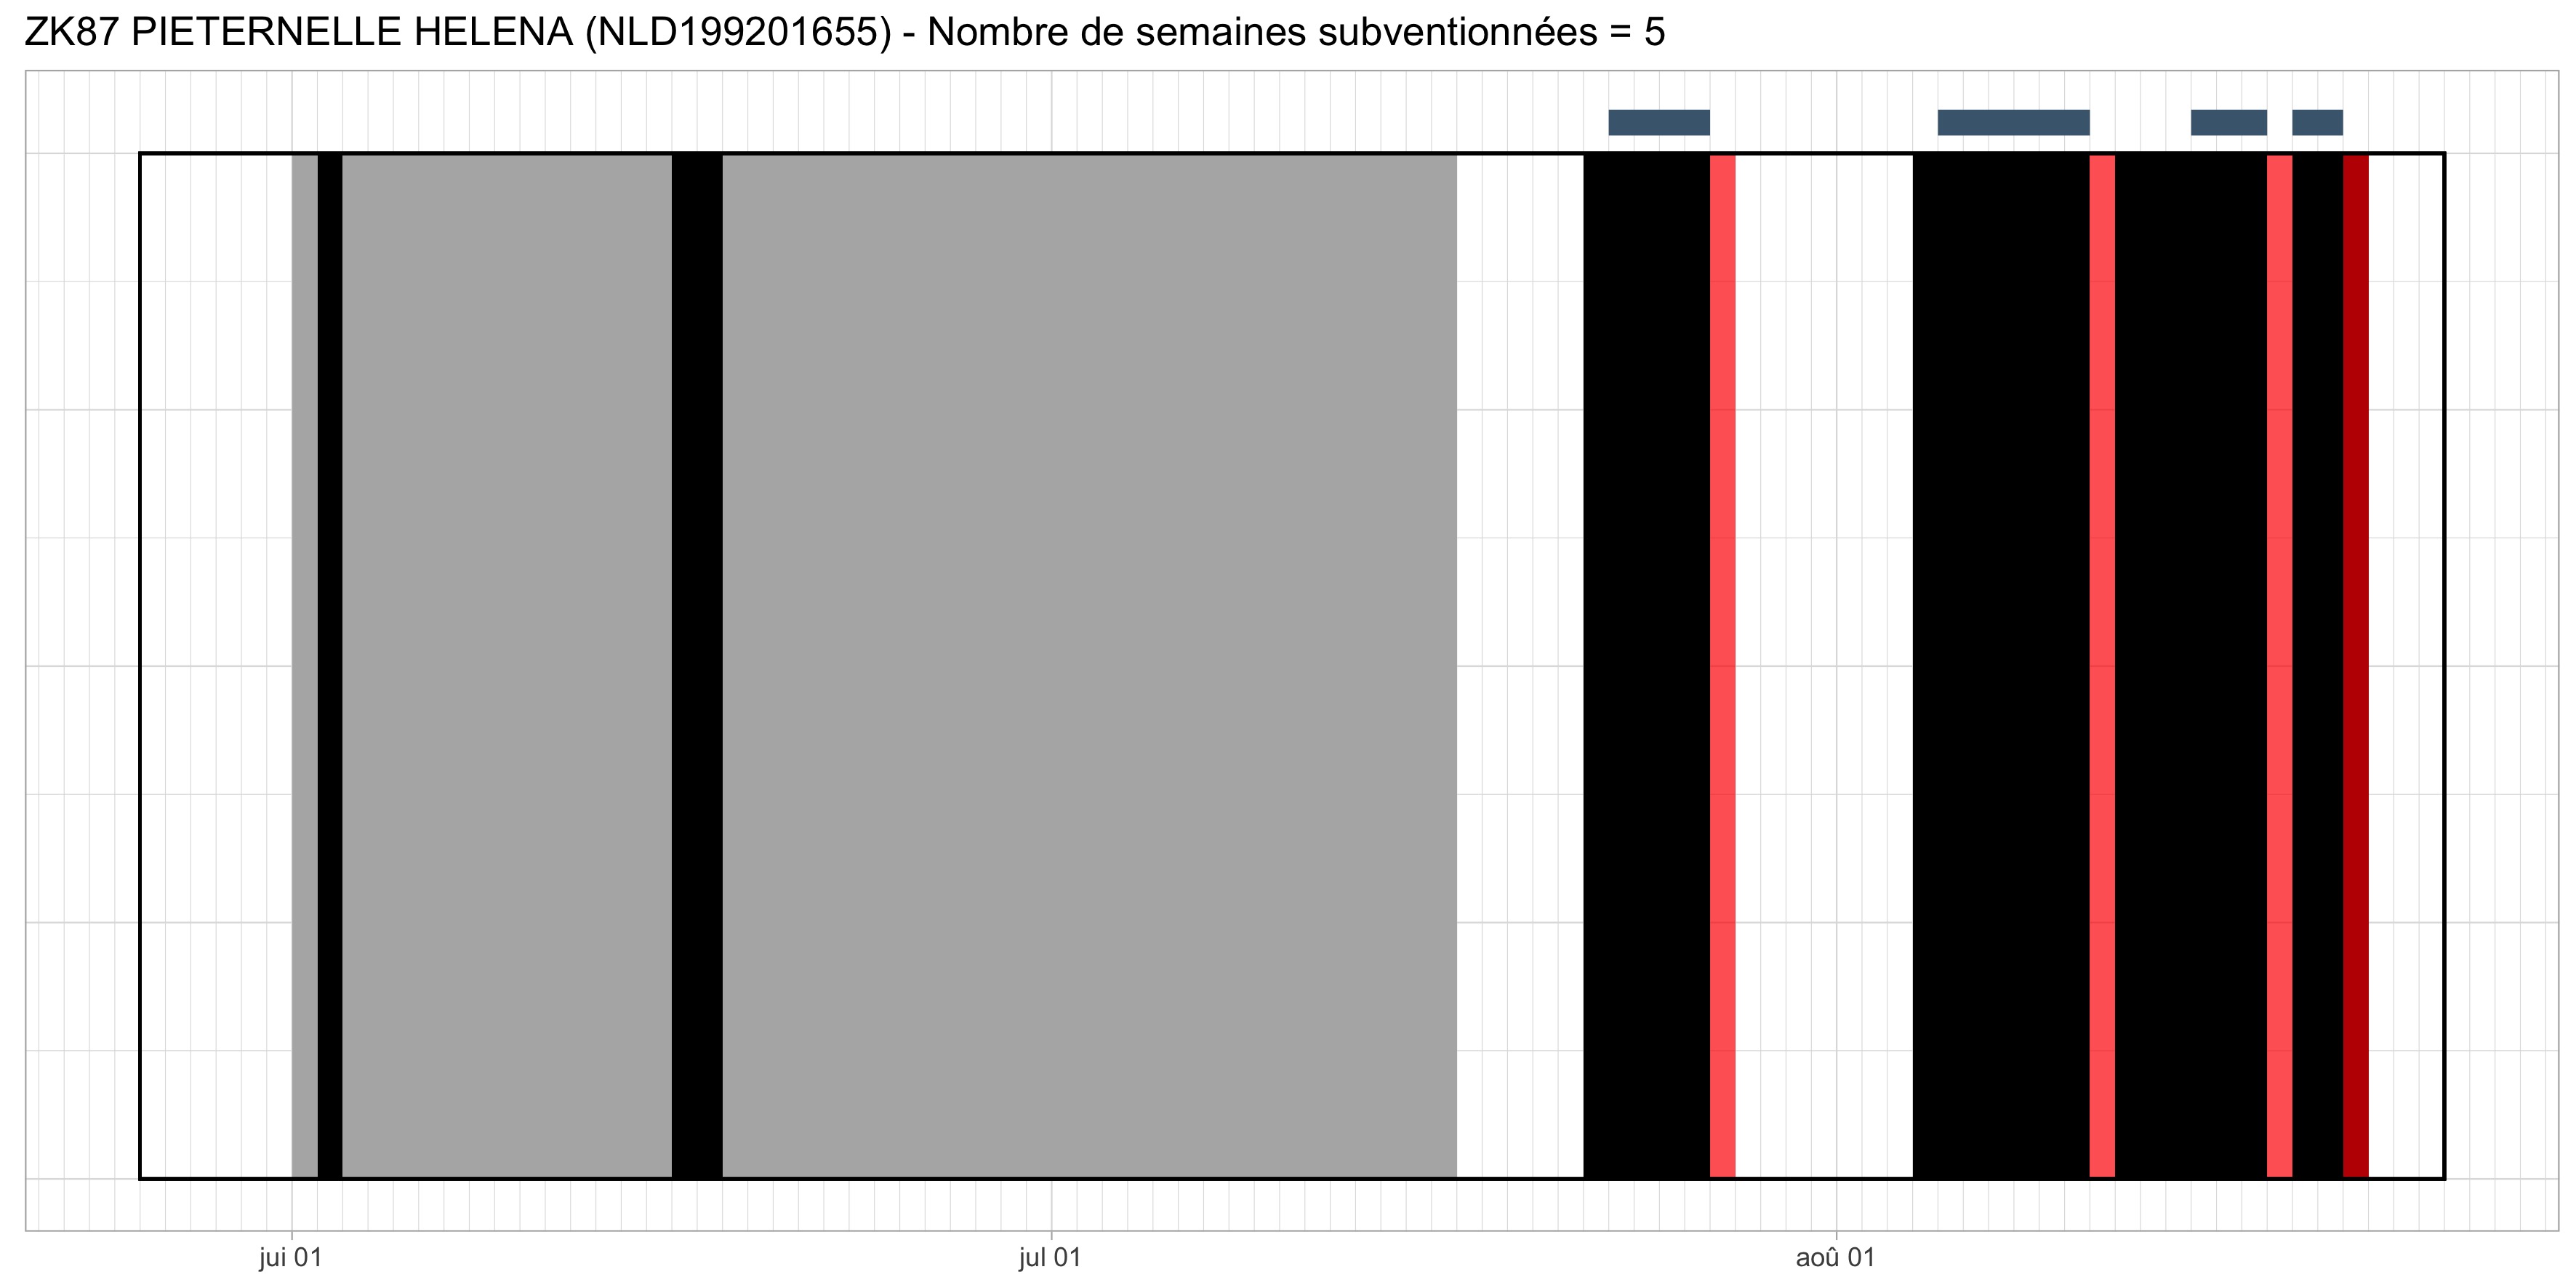 ZK87 PIETERNELLE HELENA (NLD199201655) - Nombre de semaines subventionnées = 5
jui 01
jul 01
aoû 01